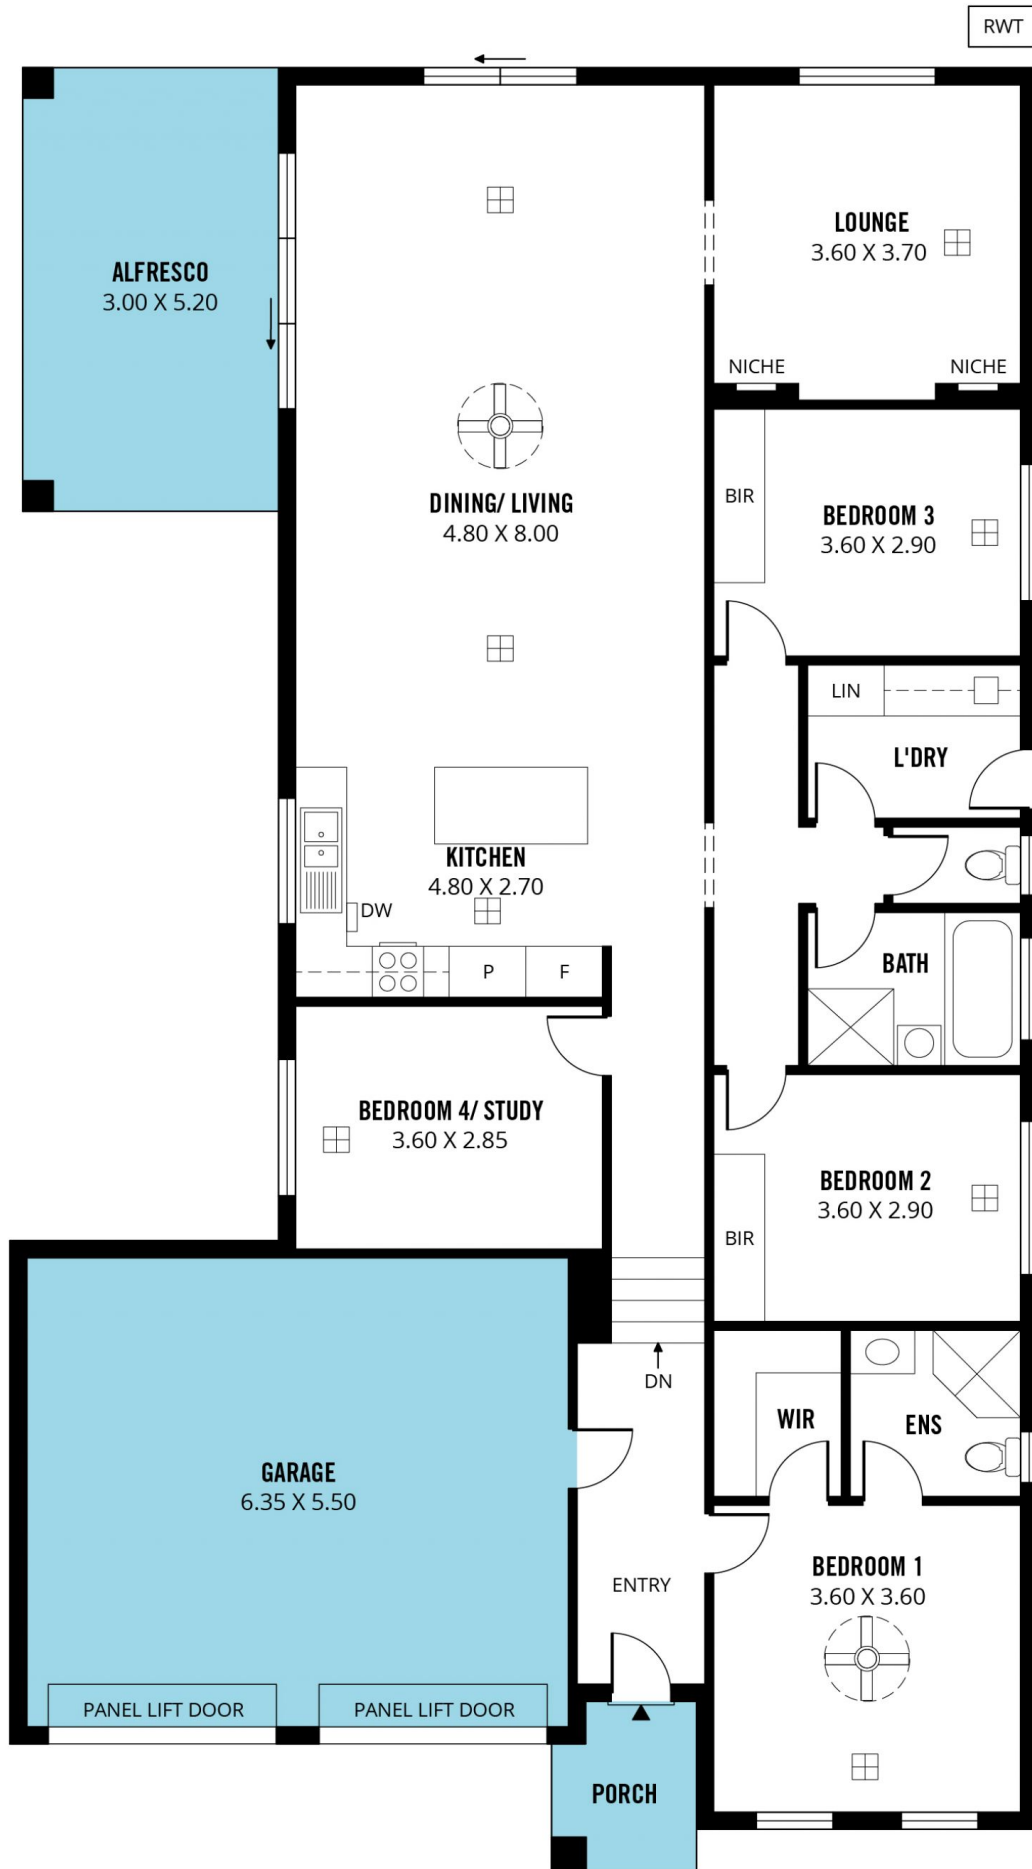 RWT
ALFRESCO
3.00 X 5.20
LOUNGE
3.60 X 3.70
NICHE
NICHE
DINING/ LIVING
4.80 X 8.00
BIR
BEDROOM 3
3.60 X 2.90
LIN
L'DRY
KITCHEN
4.80 X 2.70
DW
P
F
BATH
BEDROOM 4/ STUDY
3.60 X 2.85
BEDROOM 2
3.60 X 2.90
BIR
DN
WIR
ENS
GARAGE
6.35 X 5.50
ENTRY
BEDROOM 1
3.60 X 3.60
PANEL LIFT DOOR
PANEL LIFT DOOR
PORCH